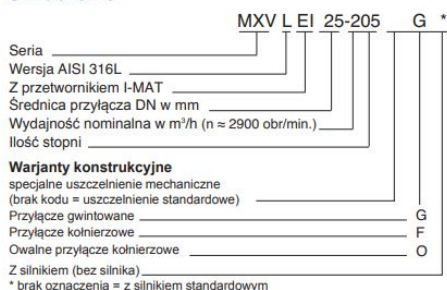 MXV L EI 25-205 G *
Seria
Wersja AISI 316L
Z przetwornikiem I-MAT
Średnica przyłącza DN w mm
Wydajność nominalna w m³/h (n ≈ 2900 obr/min.)
Ilość stopni
Warjanty konstrukcyjne
specjalne uszczelnienie mechaniczne
(brak kodu = uszczelnienie standardowe)
Przyłącze gwintowane G
Przyłącze kołnierzowe F
Owalne przyłącze kołnierzowe O
Z silnikiem (bez silnika)
* brak oznaczenia = z silnikiem standardowym